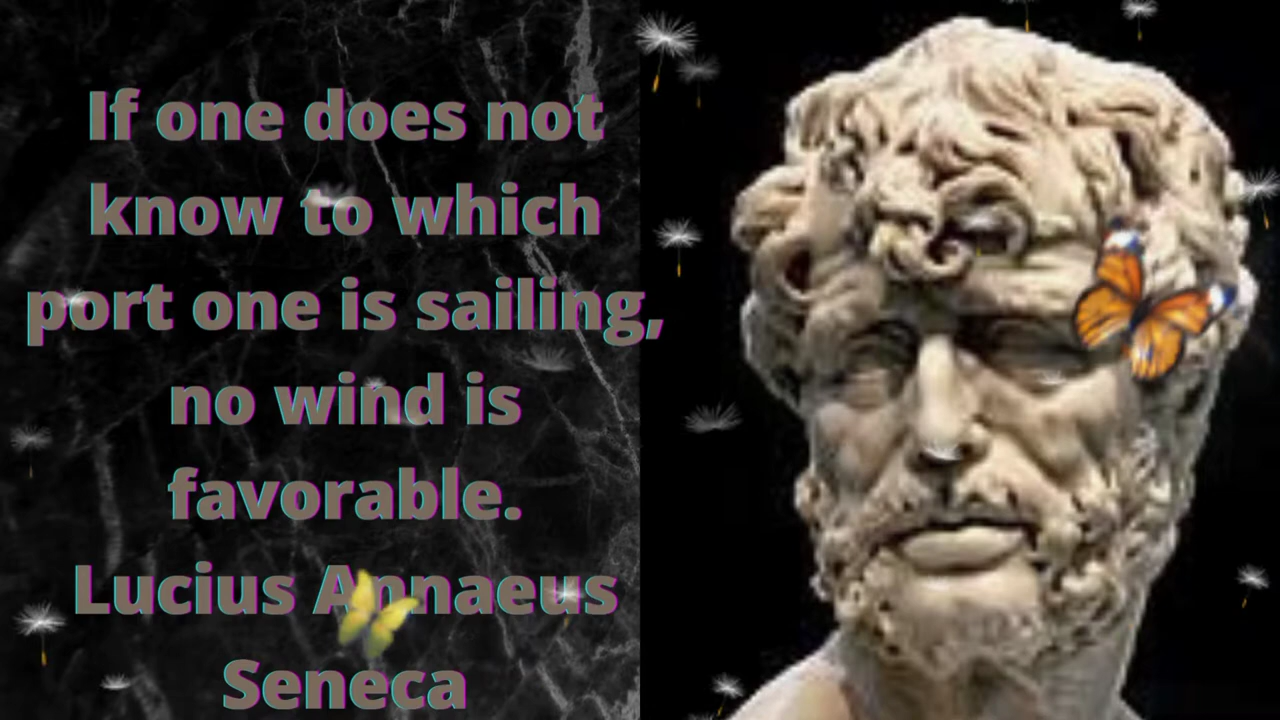 If one does not
know to which
port one is sailing,
no wind is
favorable.
Lucius Annaeus
Seneca